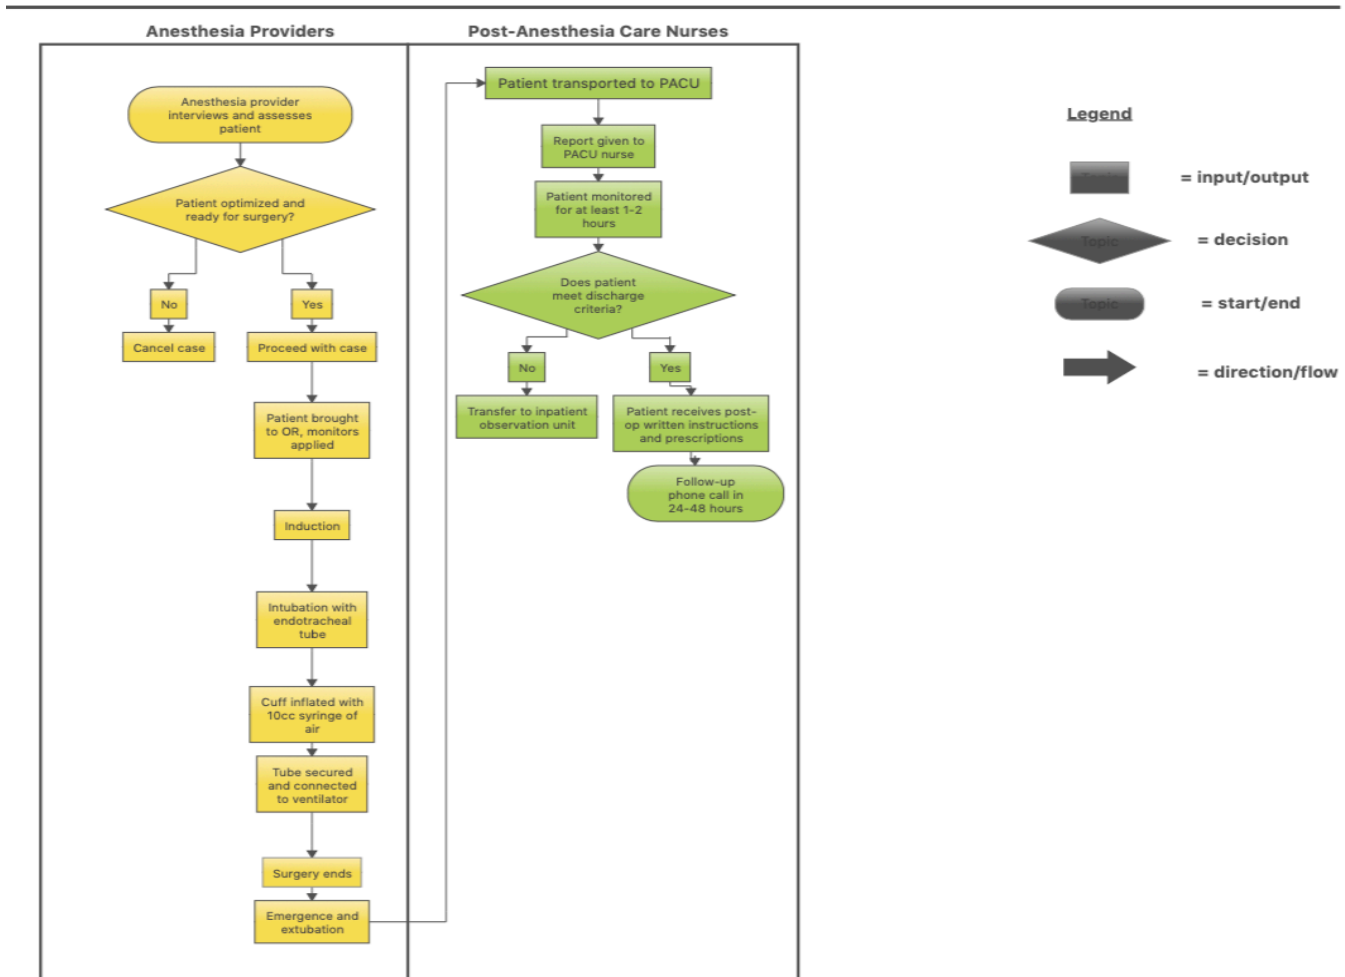 Anesthesia Providers
Post-Anesthesia Care Nurses
Anesthesia provider
interviews and assesses
patient
Patient optimized and
ready for surgery?
No
Yes
Cancel case
Proceed with case
Patient brought
to OR, monitors
applied
Induction
Intubation with
endotracheal
tube
Cuff inflated with
10cc syringe of
air
Tube secured
and connected
to ventilator
Surgery ends
Emergence and
extubation
Patient transported to PACU
Report given to
PACU nurse
Patient monitored
for at least 1-2
hours
Does patient
meet discharge
criteria?
No
Yes
Transfer to inpatient
observation unit
Patient receives post-
op written instructions
and prescriptions
Follow-up
phone call in
24-48 hours
Legend
Topic
= input/output
Topic
= decision
Topic
= start/end
= direction/flow